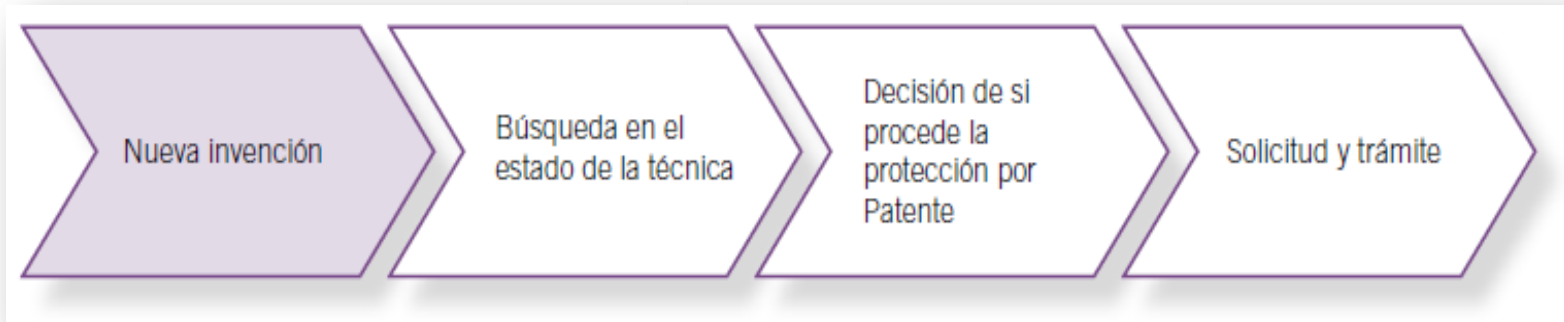 Nueva invención
Búsqueda en el
estado de la técnica
Decisión de si
procede la
protección por
Patente
Solicitud y trámite